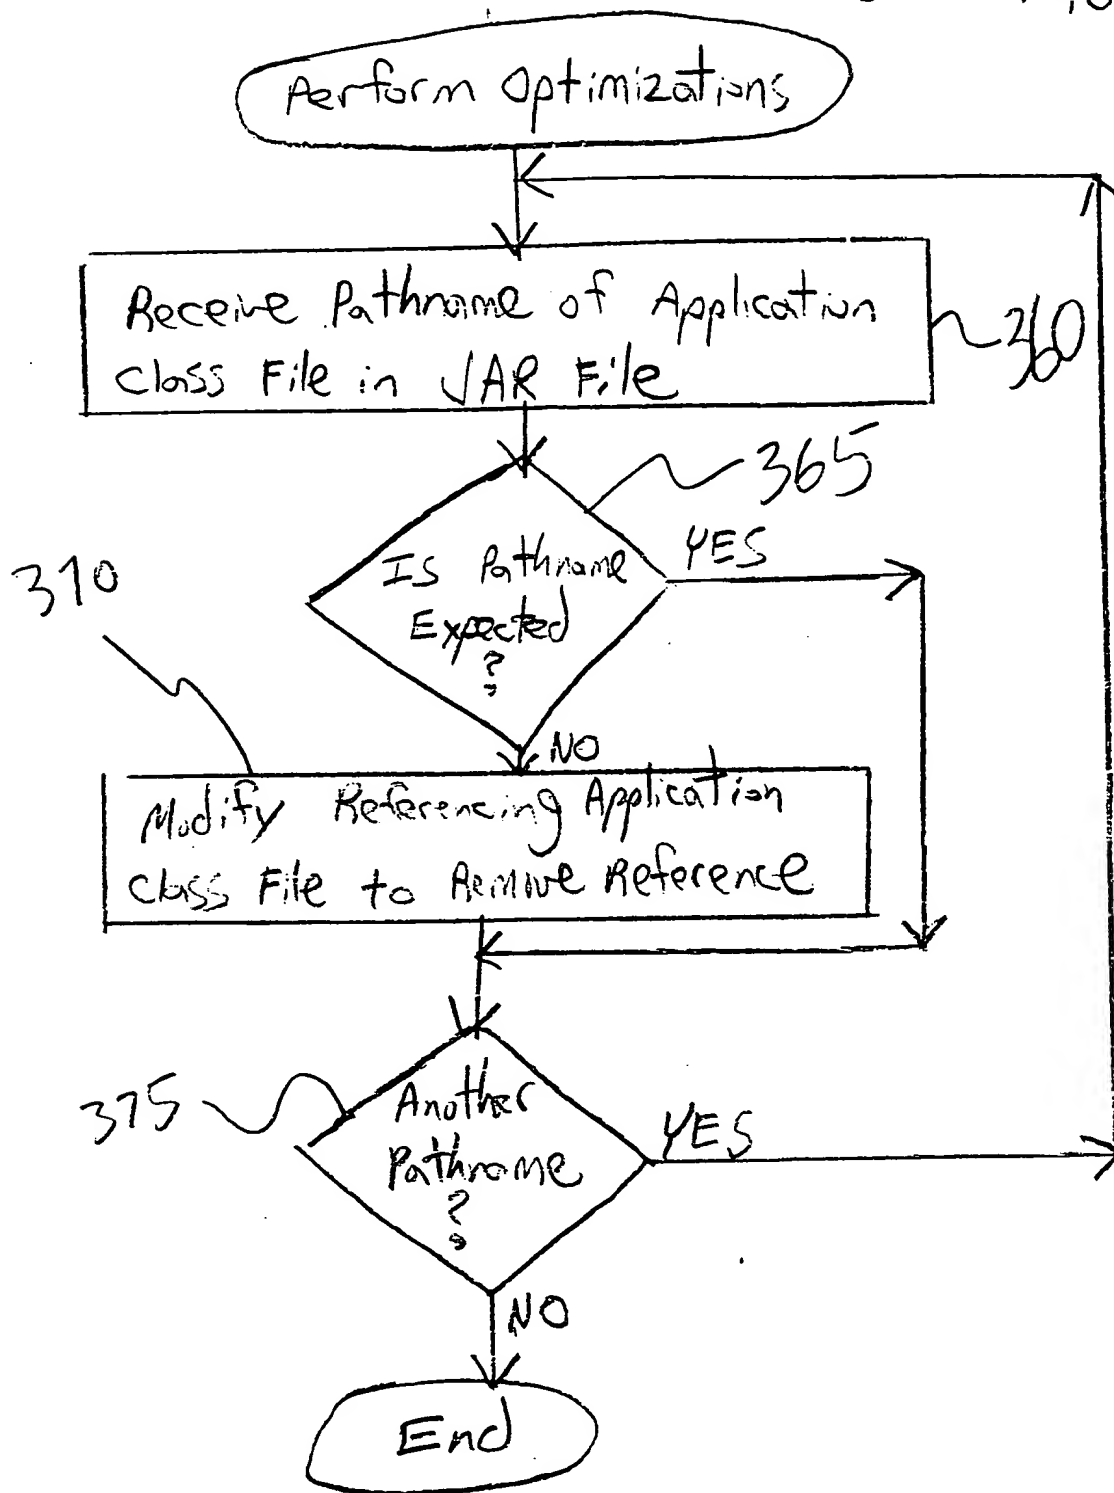 Perform Optimizations
Receive Pathname of Application
Class File in JAR File
360
365
Is Pathname
Expected
?
YES
370
NO
Modify Referencing Application
Class File to Remove Reference
375
Another
Pathname
?
YES
NO
End